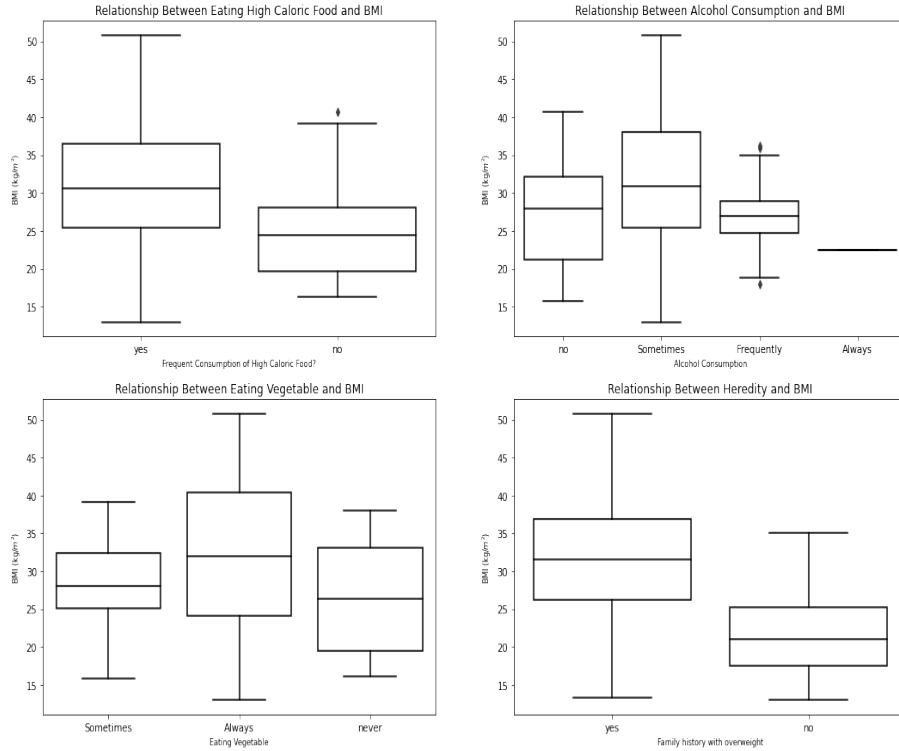 Relationship Between Eating High Caloric Food and BMI
BMI (kg/m²)
50
45
40
35
30
25
20
15
yes no
Frequent Consumption of High Caloric Food?
Relationship Between Alcohol Consumption and BMI
BMI (kg/m²)
50
45
40
35
30
25
20
15
no Sometimes Frequently Always
Alcohol Consumption
Relationship Between Eating Vegetable and BMI
BMI (kg/m²)
50
45
40
35
30
25
20
15
Sometimes Always never
Eating Vegetable
Relationship Between Heredity and BMI
BMI (kg/m²)
50
45
40
35
30
25
20
15
yes no
Family history with overweight